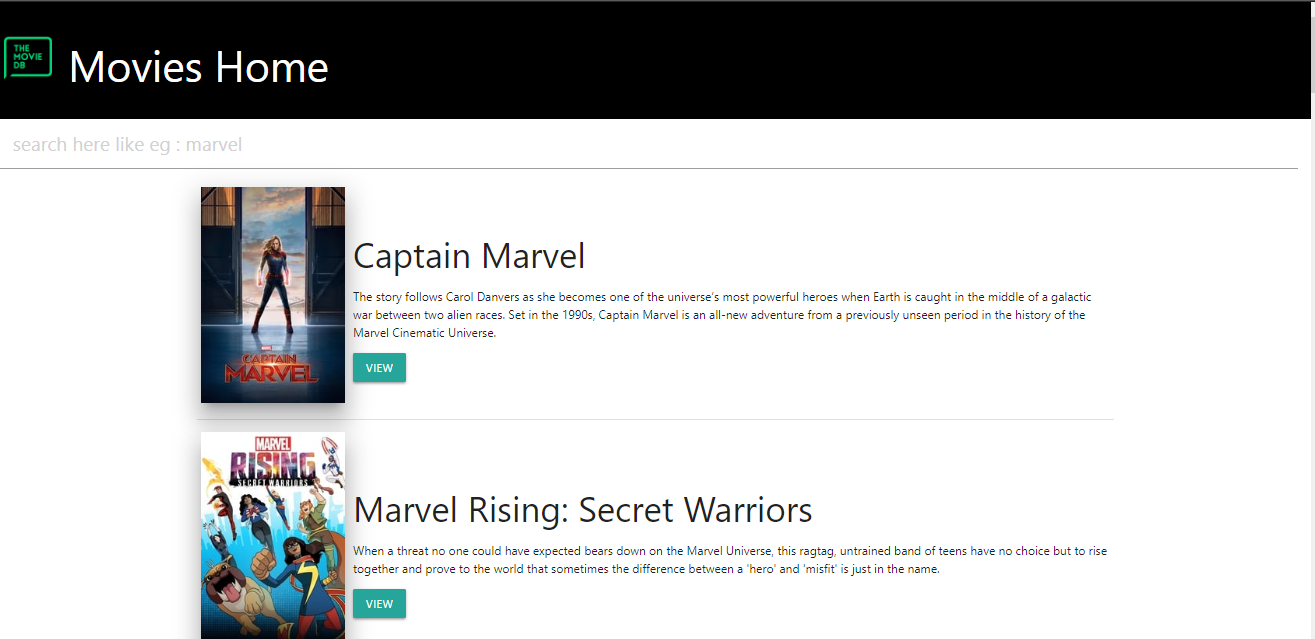 THE
MOVIE
DB
Movies Home
search here like eg : marvel
CAPTAIN
MARVEL
Captain Marvel
The story follows Carol Danvers as she becomes one of the universe's most powerful heroes when Earth is caught in the middle of a galactic
war between two alien races. Set in the 1990s, Captain Marvel is an all-new adventure from a previously unseen period in the history of the
Marvel Cinematic Universe.
VIEW
MARVEL
RISING
SECRET WARRIORS
Marvel Rising: Secret Warriors
When a threat no one could have expected bears down on the Marvel Universe, this ragtag, untrained band of teens have no choice but to rise
together and prove to the world that sometimes the difference between a 'hero' and 'misfit' is just in the name.
VIEW